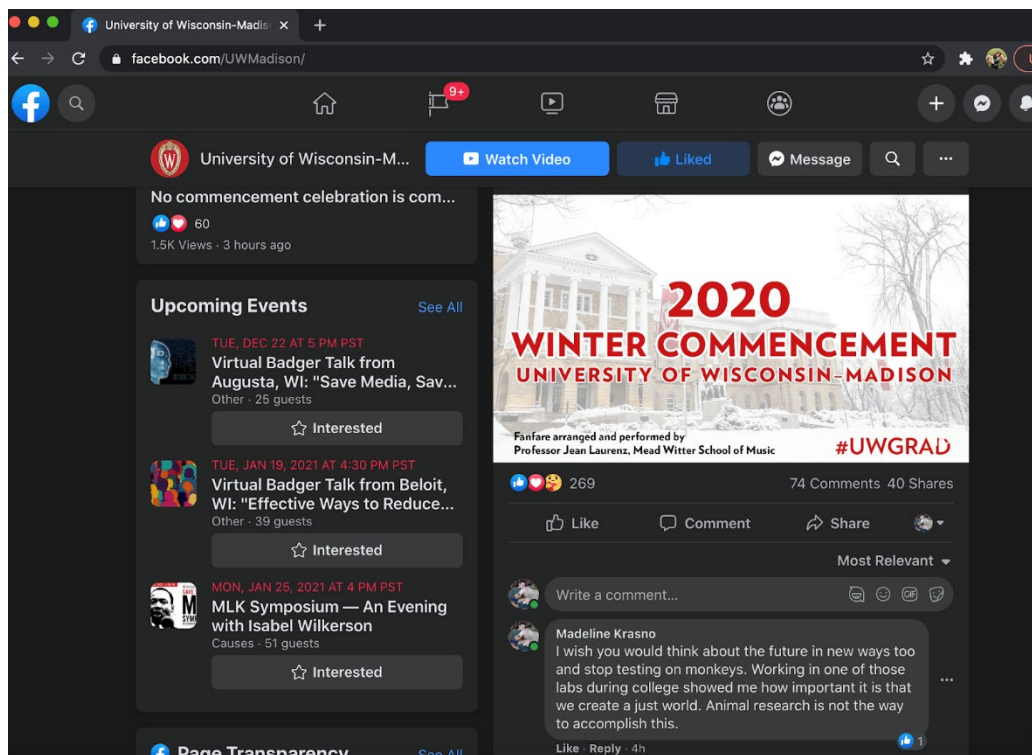 University of Wisconsin-Madis
facebook.com/UWMadison/
9+
University of Wisconsin-M...
Watch Video
Liked
Message
No commencement celebration is com...
60
1.5K Views · 3 hours ago
Upcoming Events
See All
TUE, DEC 22 AT 5 PM PST
Virtual Badger Talk from
Augusta, WI: "Save Media, Sav...
Other · 25 guests
Interested
TUE, JAN 19, 2021 AT 4:30 PM PST
Virtual Badger Talk from Beloit,
WI: "Effective Ways to Reduce...
Other · 39 guests
Interested
MON, JAN 25, 2021 AT 4 PM PST
MLK Symposium — An Evening
with Isabel Wilkerson
Causes · 51 guests
Interested
Page Transparency
See All
2020
WINTER COMMENCEMENT
UNIVERSITY OF WISCONSIN–MADISON
Fanfare arranged and performed by
Professor Jean Laurenz, Mead Witter School of Music
#UWGRAD
269
74 Comments 40 Shares
Like
Comment
Share
Most Relevant
Write a comment...
GIF
Madeline Krasno
I wish you would think about the future in new ways too
and stop testing on monkeys. Working in one of those
labs during college showed me how important it is that
we create a just world. Animal research is not the way
to accomplish this.
1
Like · Reply · 4h